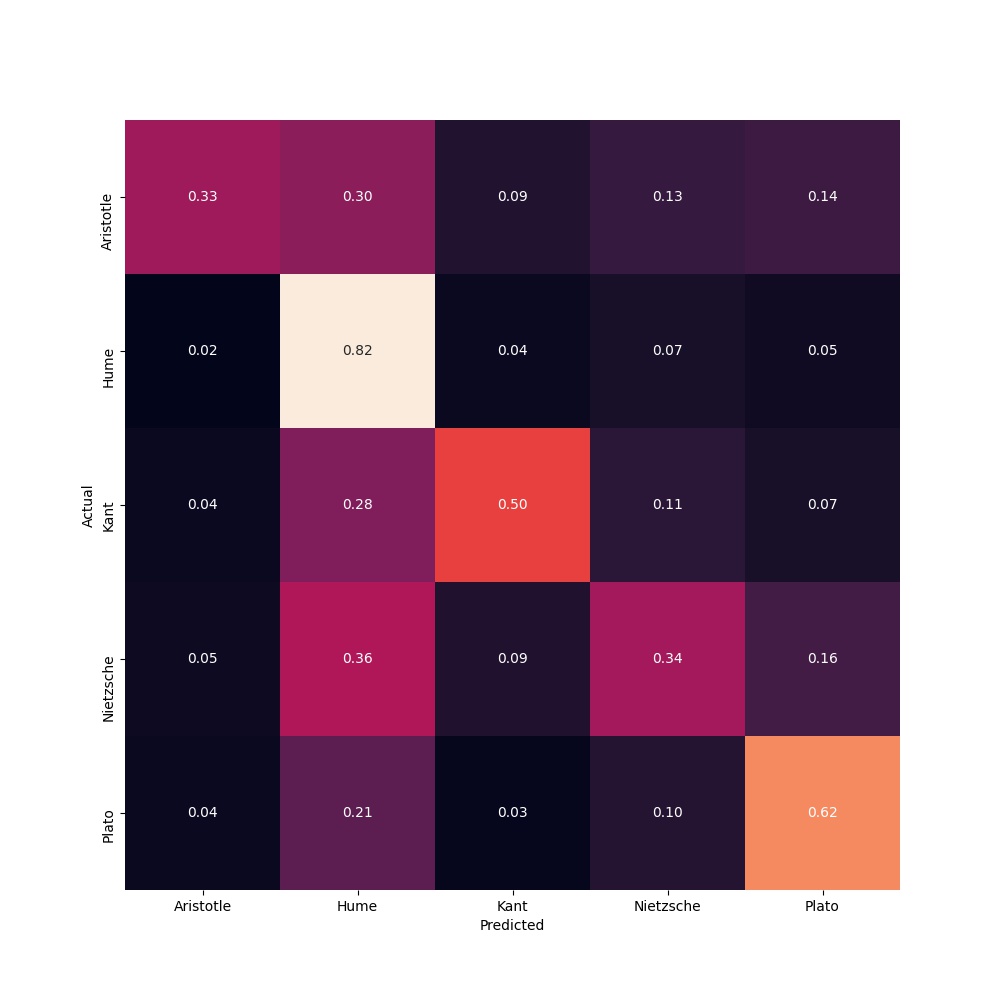 Actual
Aristotle
0.33 0.30 0.09 0.13 0.14
Hume
0.02 0.82 0.04 0.07 0.05
Kant
0.04 0.28 0.50 0.11 0.07
Nietzsche
0.05 0.36 0.09 0.34 0.16
Plato
0.04 0.21 0.03 0.10 0.62
Aristotle Hume Kant Nietzsche Plato
Predicted